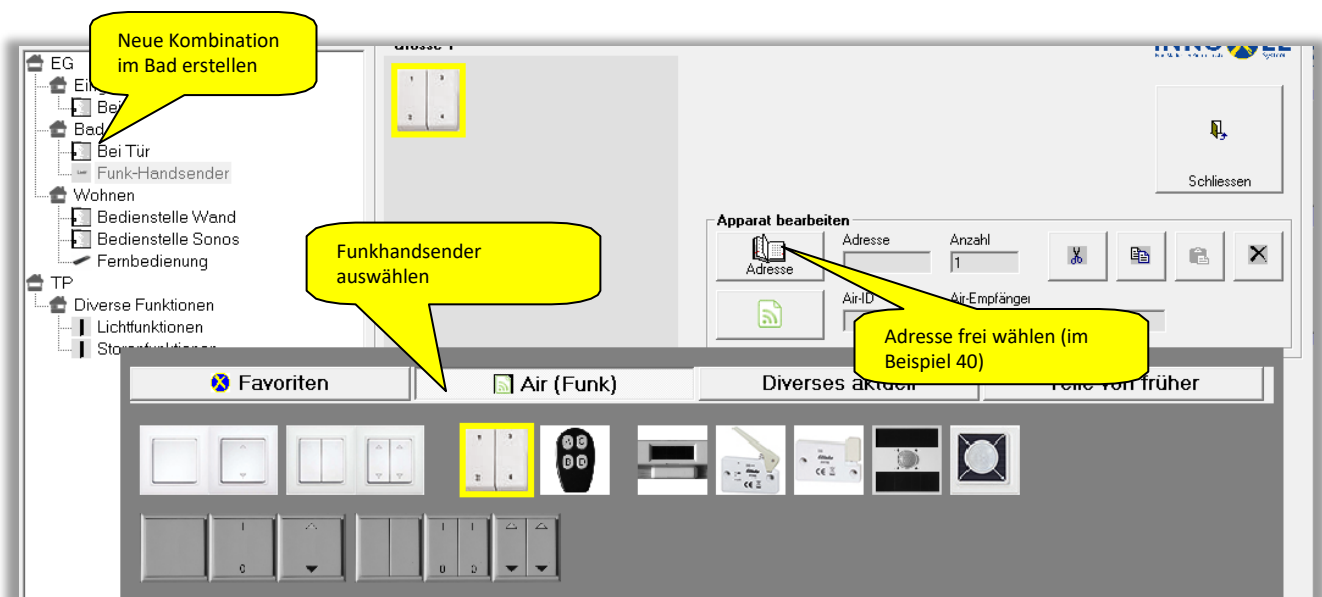 Neue Kombination
im Bad erstellen
EG
Bei
Bad
Bei Tür
Funk-Handsender
Wohnen
Bedienstelle Wand
Bedienstelle Sonos
Fernbedienung
TP
Diverse Funktionen
Lichtfunktionen
Schliessen
Funkhandsender
auswählen
Apparat bearbeiten
Adresse Anzahl
Adresse
1
Air-ID Air-Empfänger
Adresse frei wählen (im
Beispiel 40)
Favoriten Air (Funk) Diverses aktuell Teile von früher